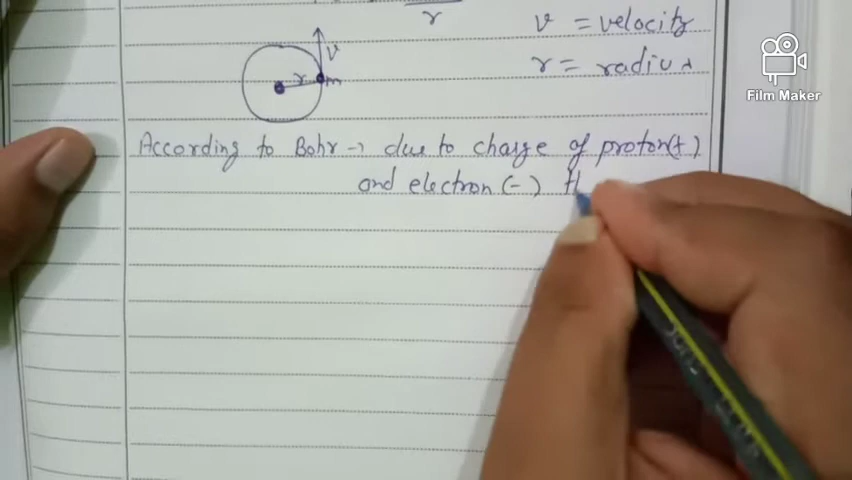 r
v = velocity
r = radius
v
r
m
According to Bohr → due to charge of proton(+)
and electron (-)
Film Maker